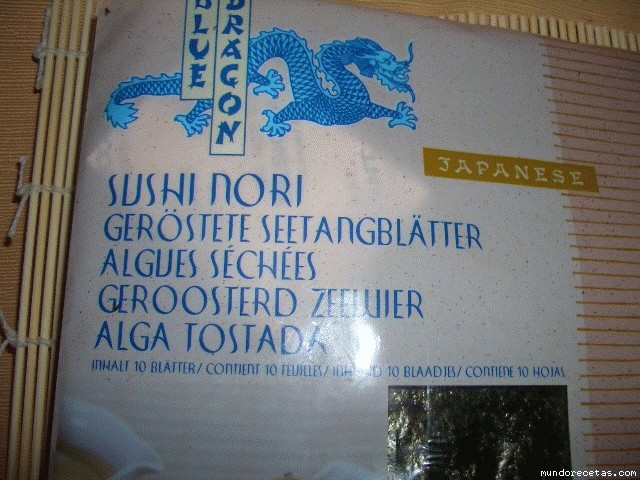 BLUE
DRAGON
JAPANESE
SUSHI NORI
GERÖSTETE SEETANGBLÄTTER
ALGUES SÉCHÉES
GEROOSTERD ZEEWIER
ALGA TOSTADA
INHALT 10 BLÄTTER/ CONTIENT 10 FEUILLES/ 10 BLAADJES/ CONTIENE 10 HOJAS
www.mundorecetas.com